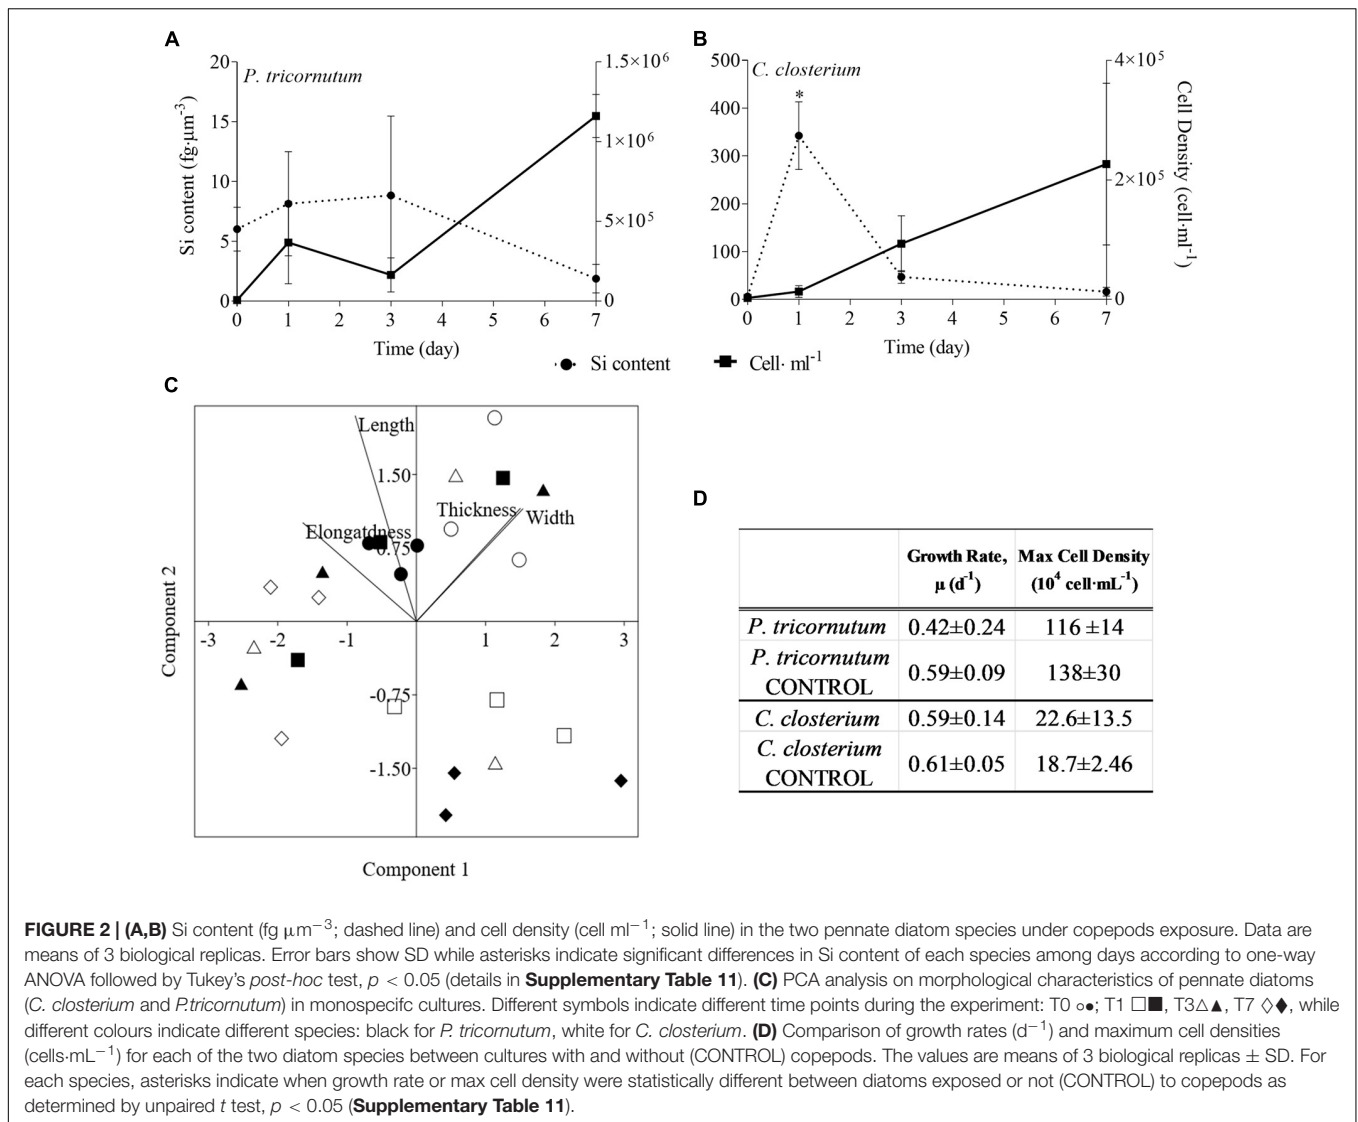 A
B
20
15
10
5
0
Si content (fg·μm⁻³)
P. tricornutum
1.5×10⁶
1×10⁶
5×10⁵
0
0 1 2 3 4 5 6 7
Time (day)
500
400
300
200
100
0
C. closterium
*
4×10⁵
2×10⁵
0
Cell Density (cell·ml⁻¹)
0 1 2 3 4 5 6 7
Time (day)
Si content
Cell· ml⁻¹
C
Length
1.50
Thickness
Width
Elongatdness
0.75
-3 -2 -1 1 2 3
-0.75
-1.50
Component 2
Component 1
D
Growth Rate, Max Cell Density
μ (d⁻¹) (10⁴ cell·mL⁻¹)
P. tricornutum 0.42±0.24 116 ±14
P. tricornutum
CONTROL 0.59±0.09 138±30
C. closterium 0.59±0.14 22.6±13.5
C. closterium
CONTROL 0.61±0.05 18.7±2.46
FIGURE 2 | (A,B) Si content (fg μm−3; dashed line) and cell density (cell ml−1; solid line) in the two pennate diatom species under copepods exposure. Data are
means of 3 biological replicas. Error bars show SD while asterisks indicate significant differences in Si content of each species among days according to one-way
ANOVA followed by Tukey's post-hoc test, p < 0.05 (details in Supplementary Table 11). (C) PCA analysis on morphological characteristics of pennate diatoms
(C. closterium and P.tricornutum) in monospecifc cultures. Different symbols indicate different time points during the experiment: T0 ○●; T1 □■, T3△▲, T7 ◇◆, while
different colours indicate different species: black for P. tricornutum, white for C. closterium. (D) Comparison of growth rates (d−1) and maximum cell densities
(cells·mL−1) for each of the two diatom species between cultures with and without (CONTROL) copepods. The values are means of 3 biological replicas ± SD. For
each species, asterisks indicate when growth rate or max cell density were statistically different between diatoms exposed or not (CONTROL) to copepods as
determined by unpaired t test, p < 0.05 (Supplementary Table 11).